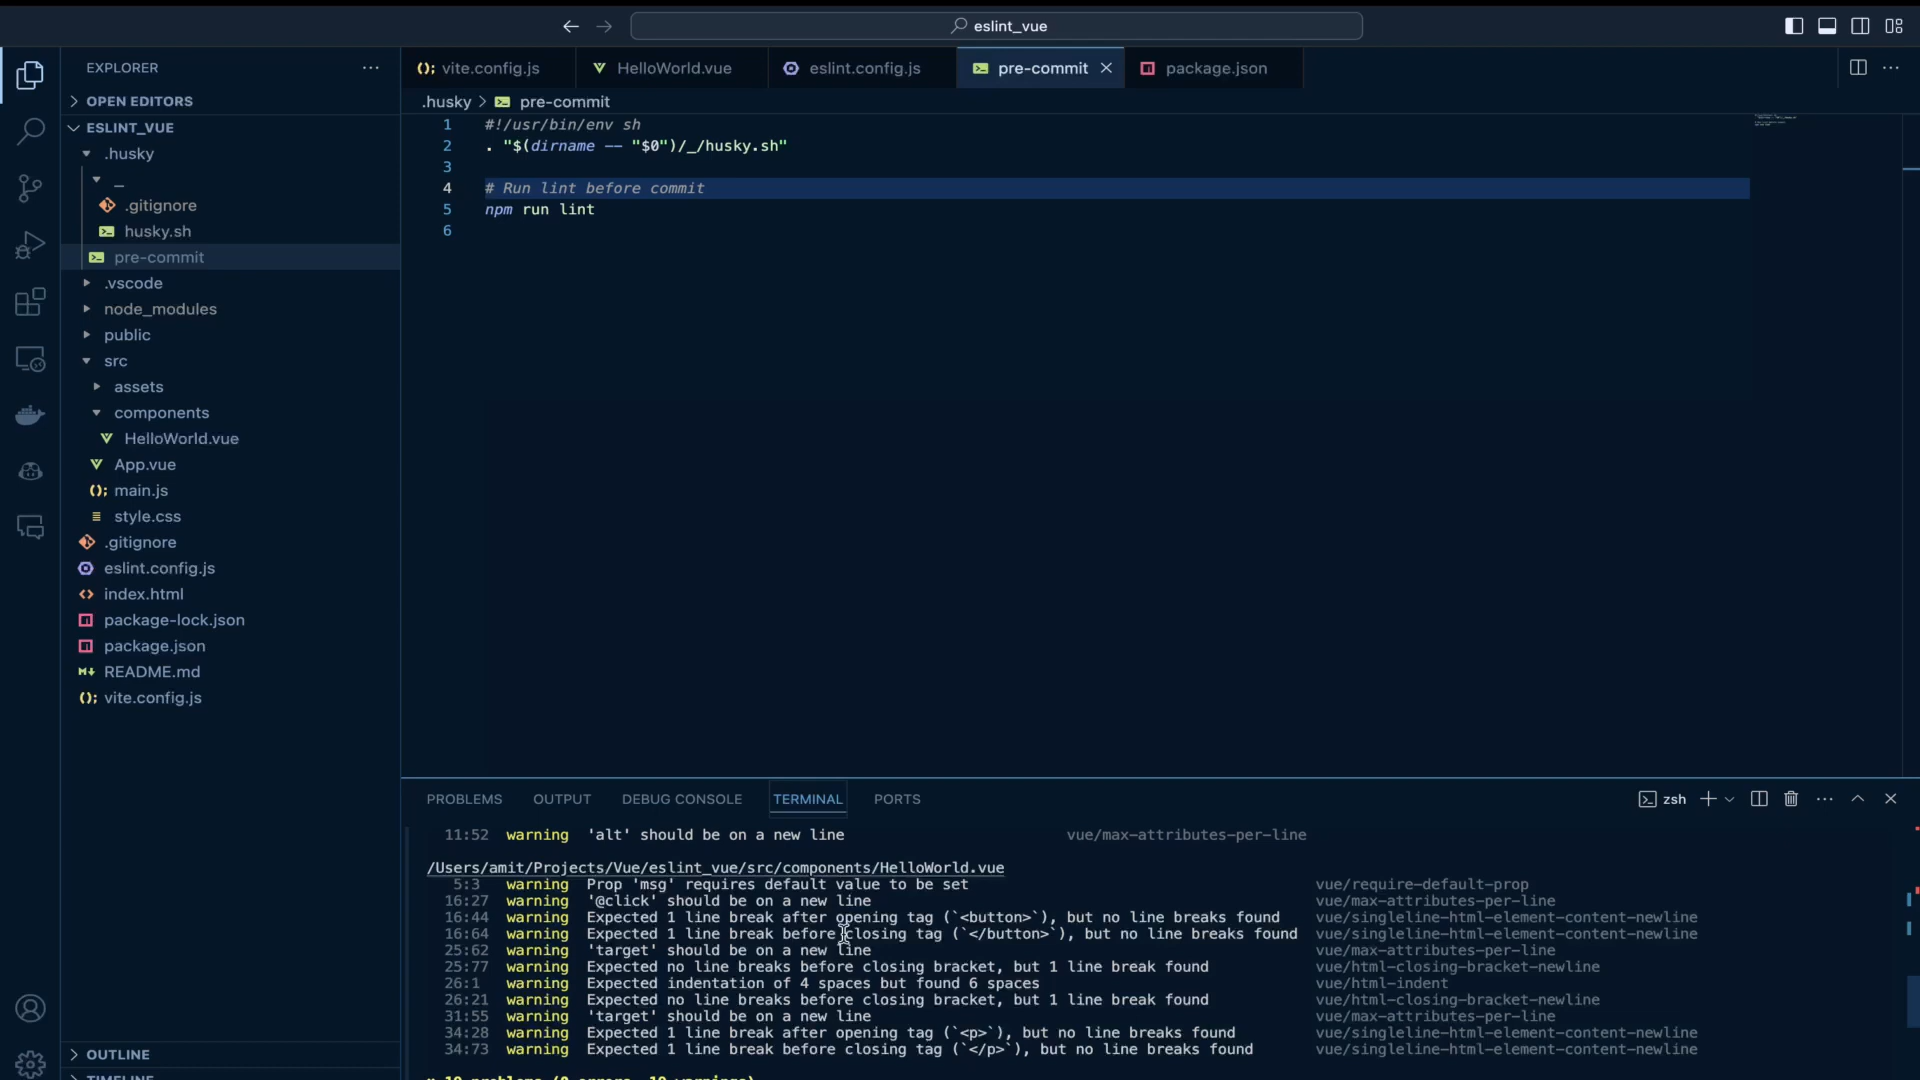 eslint_vue
EXPLORER
OPEN EDITORS
ESLINT_VUE
.husky
_
.gitignore
husky.sh
pre-commit
.vscode
node_modules
public
src
assets
components
HelloWorld.vue
App.vue
main.js
style.css
.gitignore
eslint.config.js
index.html
package-lock.json
package.json
README.md
vite.config.js
OUTLINE
TIMELINE
vite.config.js HelloWorld.vue eslint.config.js pre-commit package.json
.husky > pre-commit
1 #!/usr/bin/env sh
2 . "$(dirname -- "$0")/_/husky.sh"
3
4 # Run lint before commit
5 npm run lint
6
PROBLEMS OUTPUT DEBUG CONSOLE TERMINAL PORTS zsh
11:52 warning 'alt' should be on a new line vue/max-attributes-per-line
/Users/amit/Projects/Vue/eslint_vue/src/components/HelloWorld.vue
5:3 warning Prop 'msg' requires default value to be set vue/require-default-prop
16:27 warning '@click' should be on a new line vue/max-attributes-per-line
16:44 warning Expected 1 line break after opening tag (`<button>`), but no line breaks found vue/singleline-html-element-content-newline
16:64 warning Expected 1 line break before closing tag (`</button>`), but no line breaks found vue/singleline-html-element-content-newline
25:62 warning 'target' should be on a new line vue/max-attributes-per-line
25:77 warning Expected no line breaks before closing bracket, but 1 line break found vue/html-closing-bracket-newline
26:1 warning Expected indentation of 4 spaces but found 6 spaces vue/html-indent
26:21 warning Expected no line breaks before closing bracket, but 1 line break found vue/html-closing-bracket-newline
31:55 warning 'target' should be on a new line vue/max-attributes-per-line
34:28 warning Expected 1 line break after opening tag (`<p>`), but no line breaks found vue/singleline-html-element-content-newline
34:73 warning Expected 1 line break before closing tag (`</p>`), but no line breaks found vue/singleline-html-element-content-newline
problems (0 errors, warnings)